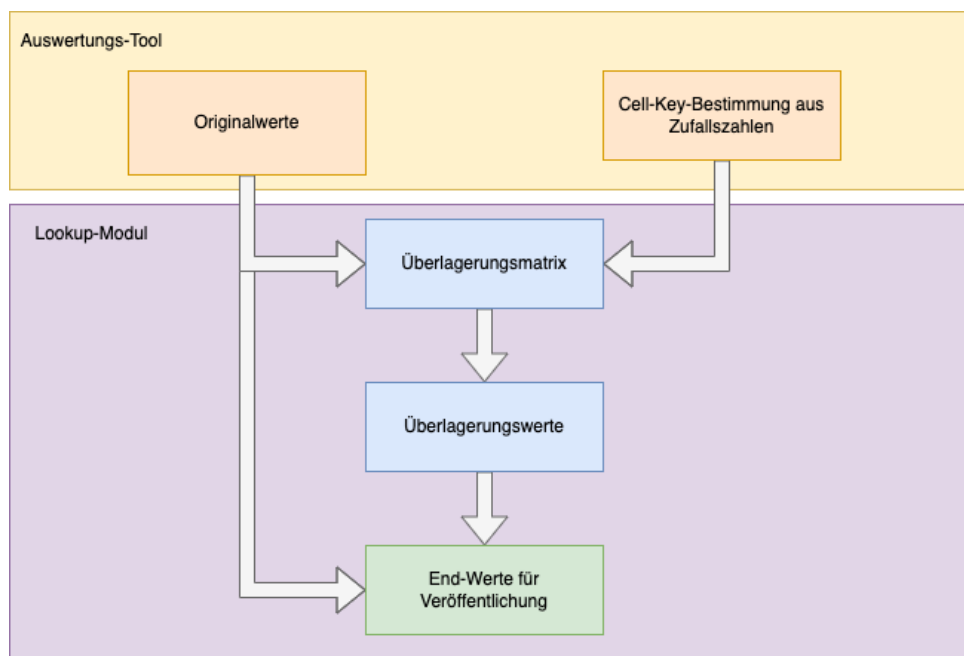 Auswertungs-Tool
Originalwerte
Cell-Key-Bestimmung aus
Zufallszahlen
Lookup-Modul
Überlagerungsmatrix
Überlagerungswerte
End-Werte für
Veröffentlichung